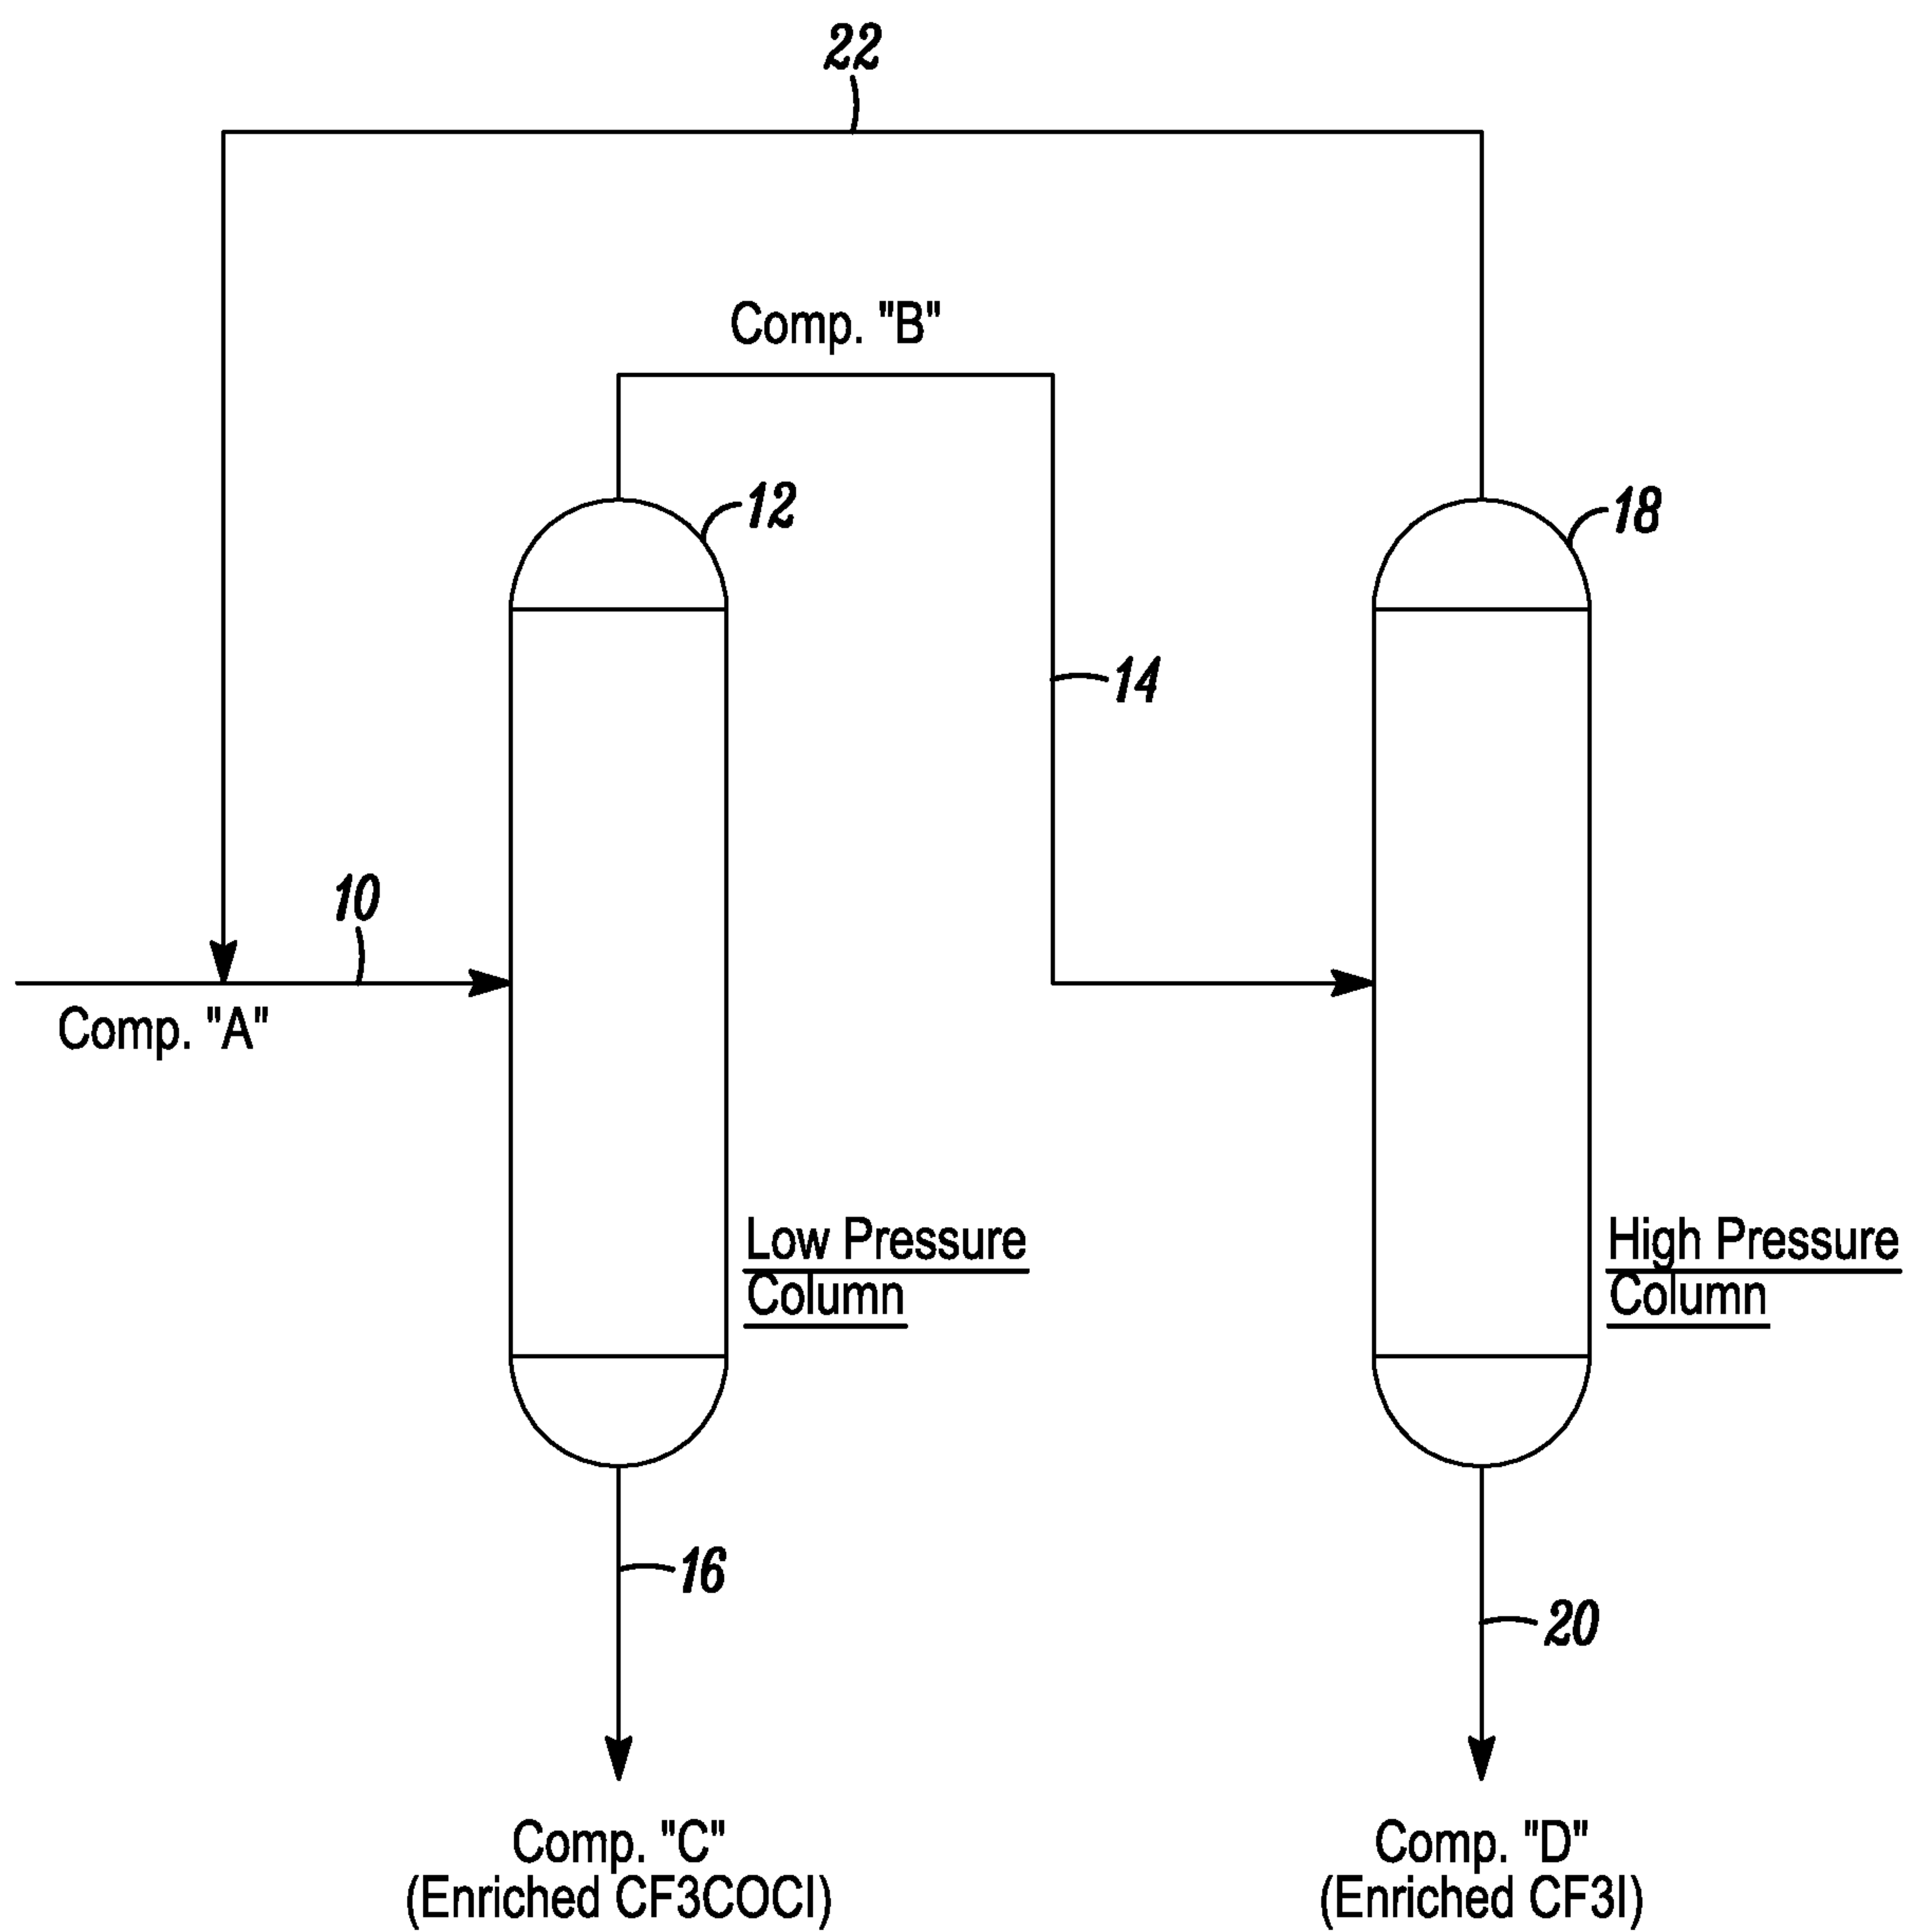 22
Comp. "B"
12
18
14
10
Comp. "A"
Low Pressure
Column
High Pressure
Column
16
20
Comp. "C"
(Enriched CF3COCl)
Comp. "D"
(Enriched CF3I)